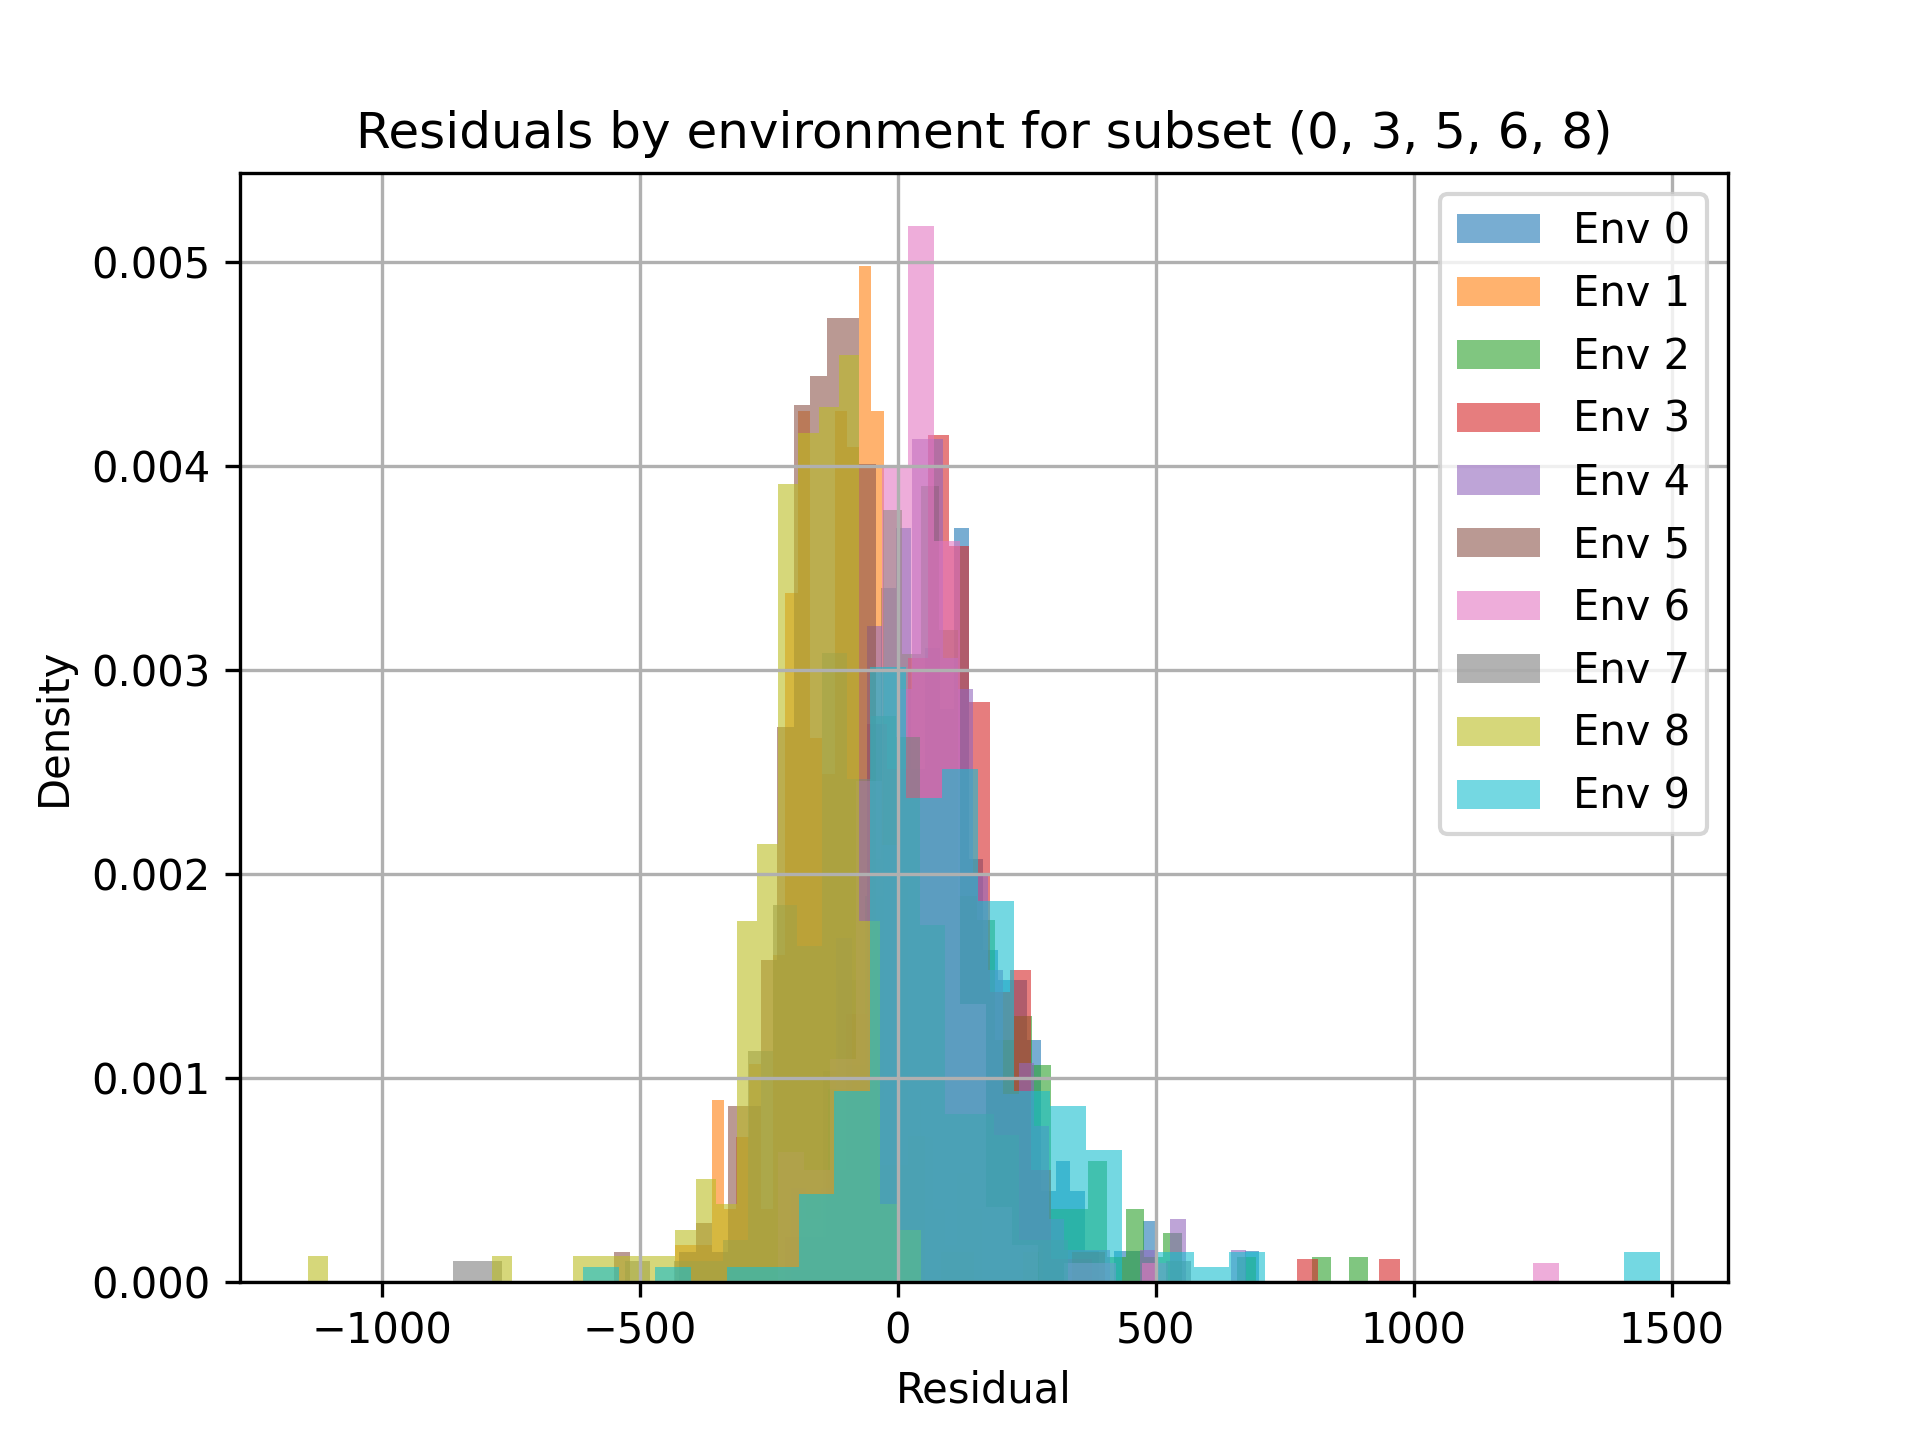 Residuals by environment for subset (0, 3, 5, 6, 8)
Env 0
Env 1
Env 2
Env 3
Env 4
Env 5
Env 6
Env 7
Env 8
Env 9
0.005
0.004
0.003
0.002
0.001
0.000
Density
−1000
−500
0
500
1000
1500
Residual